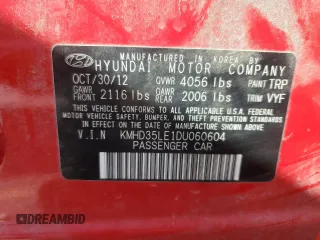 MANUFACTURED IN KOREA BY
HYUNDAI MOTOR COMPANY
OCT/30/12 GVWR 4056 lbs PAINT TRP
GAWR FRONT 2116 lbs GAWR REAR 2006 lbs TRIM VYF
THIS VEHICLE CONFORMS TO ALL APPLICABLE U.S. FEDERAL MOTOR VEHICLE SAFETY, BUMPER, AND THEFT PREVENTION STANDARDS IN EFFECT ON THE DATE OF MANUFACTURE SHOWN ABOVE.
V.I.N KMHD35LE1DU060604
PASSENGER CAR
AUTOBIDMASTER